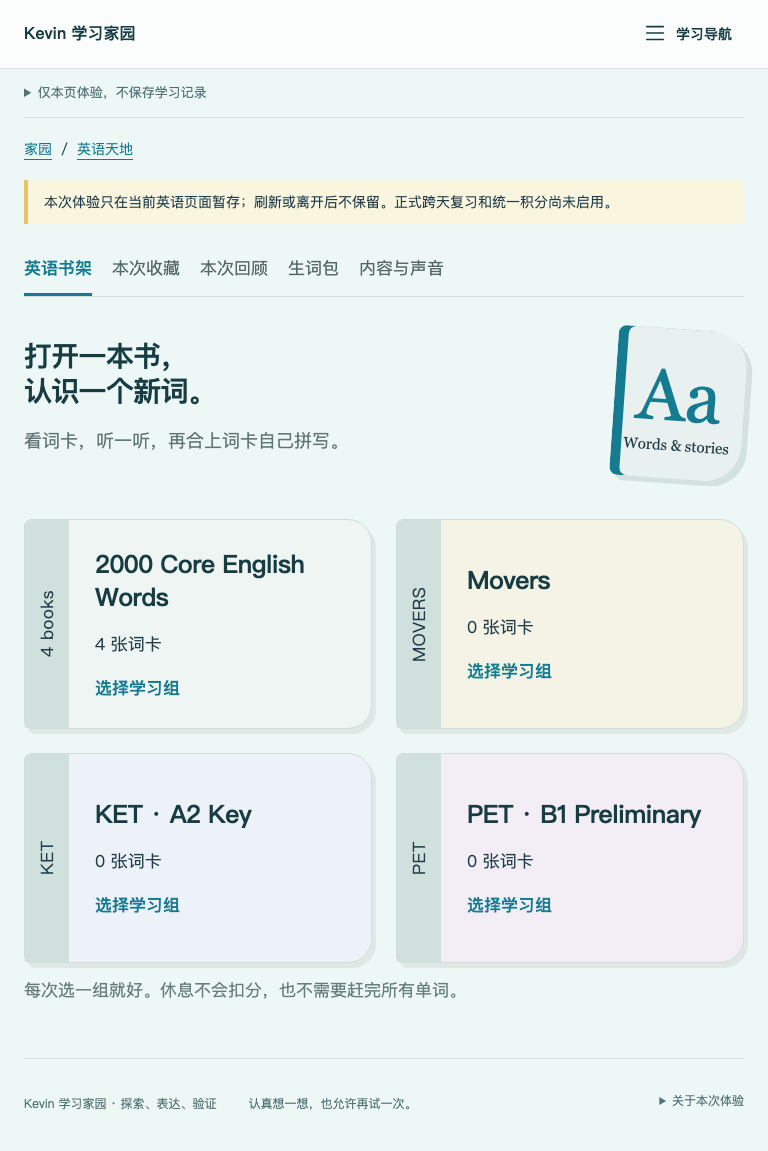 Kevin 学习家园
学习导航
仅本页体验，不保存学习记录
家园 / 英语天地
本次体验只在当前英语页面暂存；刷新或离开后不保留。正式跨天复习和统一积分尚未启用。
英语书架 本次收藏 本次回顾 生词包 内容与声音
打开一本书，
认识一个新词。
看词卡，听一听，再合上词卡自己拼写。
Aa
Words & stories
4 books
2000 Core English
Words
4 张词卡
选择学习组
MOVERS
Movers
0 张词卡
选择学习组
KET
KET · A2 Key
0 张词卡
选择学习组
PET
PET · B1 Preliminary
0 张词卡
选择学习组
每次选一组就好。休息不会扣分，也不需要赶完所有单词。
Kevin 学习家园 · 探索、表达、验证
认真想一想，也允许再试一次。
关于本次体验